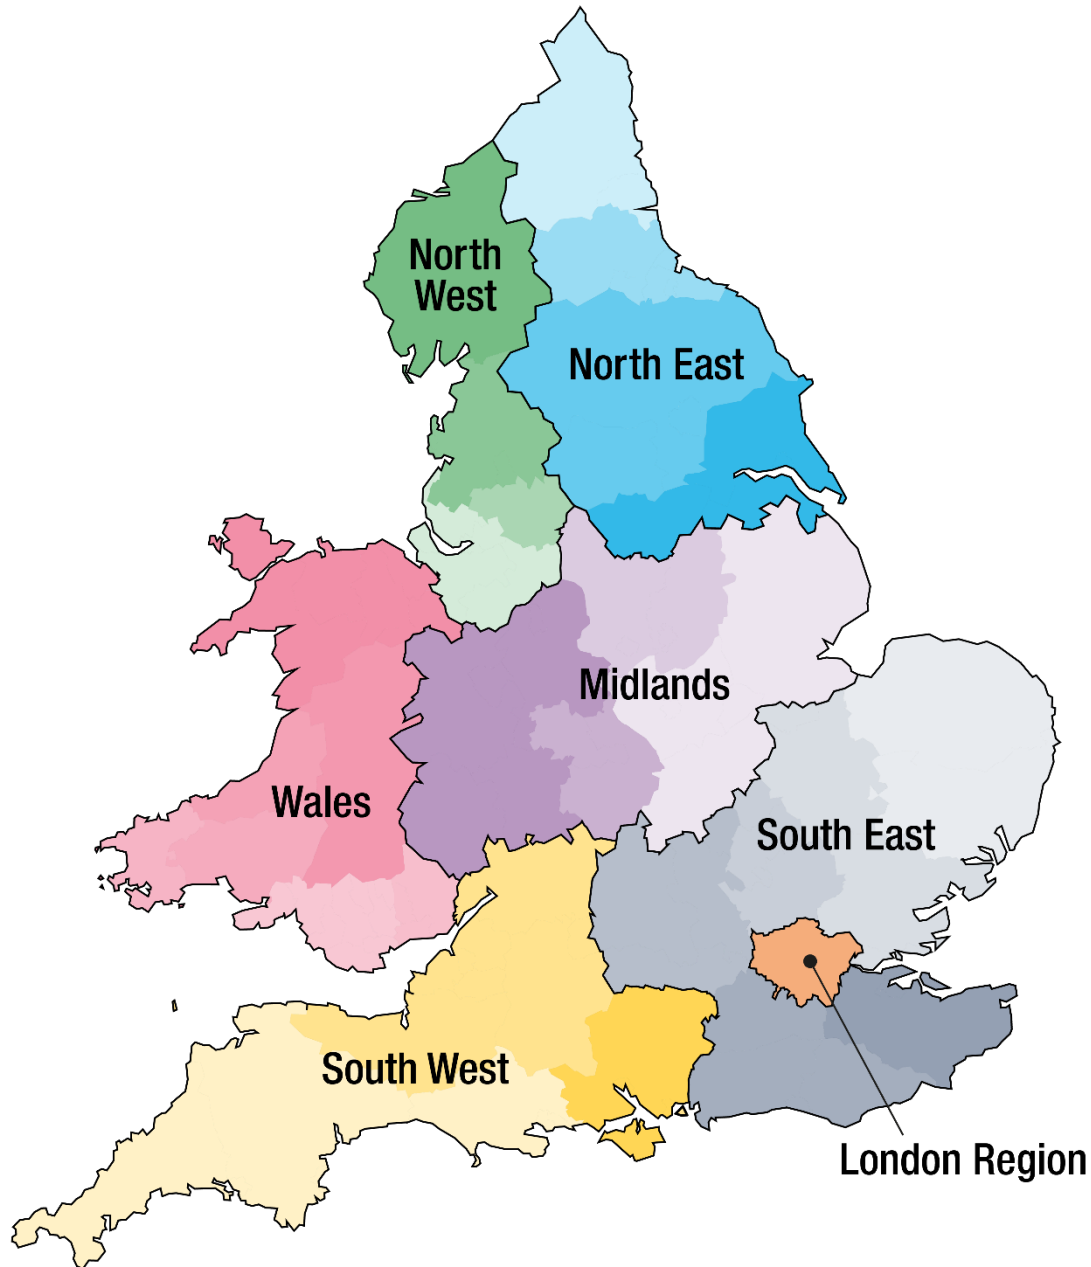 North
West
North East
Midlands
Wales
South East
South West
London Region